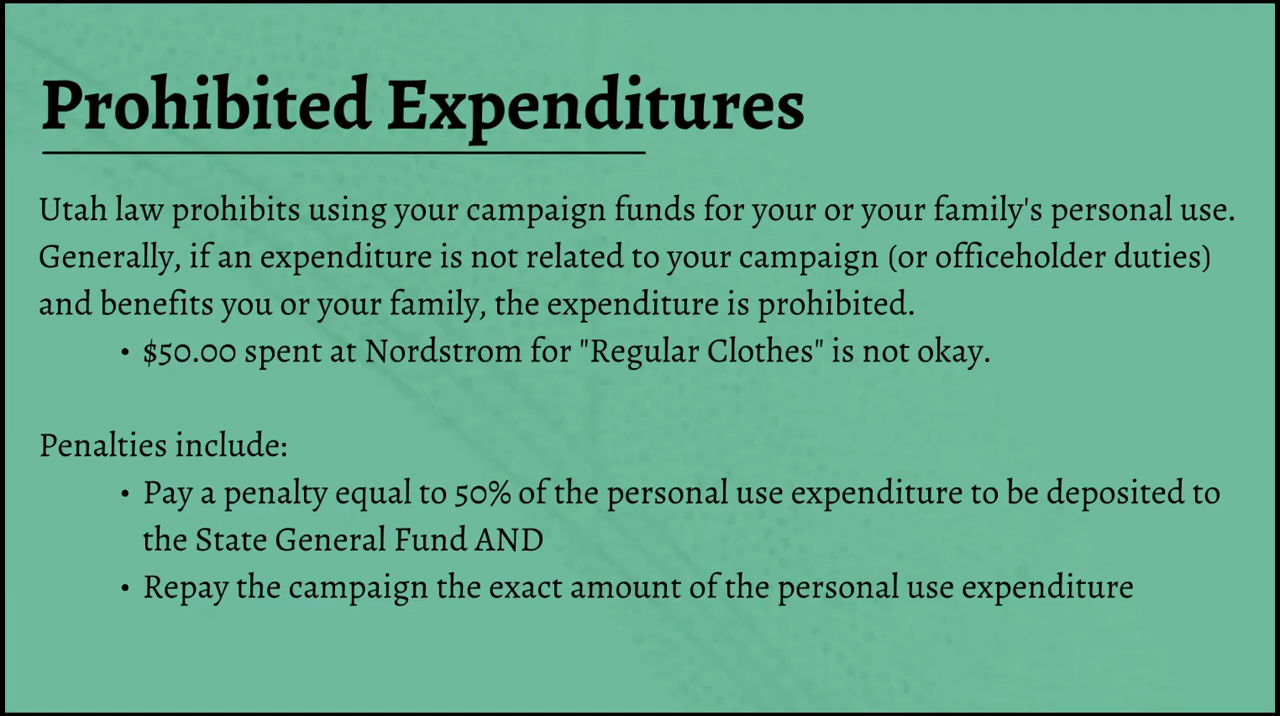 Prohibited Expenditures
Utah law prohibits using your campaign funds for your or your family's personal use.
Generally, if an expenditure is not related to your campaign (or officeholder duties)
and benefits you or your family, the expenditure is prohibited.
• $50.00 spent at Nordstrom for "Regular Clothes" is not okay.
Penalties include:
• Pay a penalty equal to 50% of the personal use expenditure to be deposited to
the State General Fund AND
• Repay the campaign the exact amount of the personal use expenditure